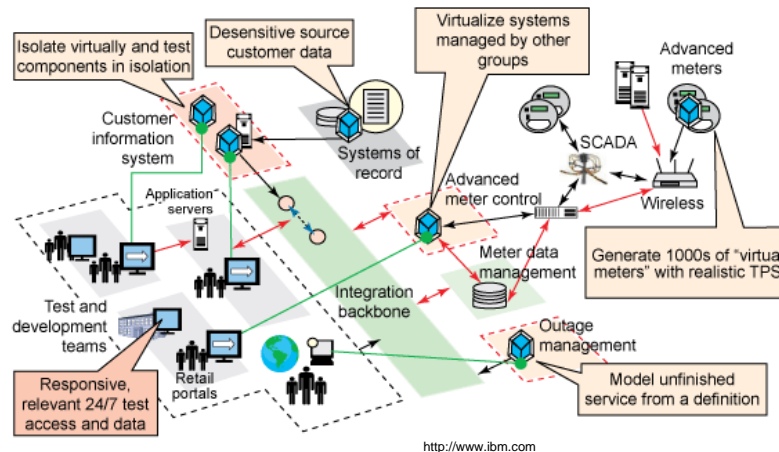 Isolate virtually and test
components in isolation
Desensitive source
customer data
Virtualize systems
managed by other
groups
Advanced
meters
Customer
information
system
Systems of
record
SCADA
Wireless
Application
servers
Advanced
meter control
Generate 1000s of “virtua
meters” with realistic TPS
Meter data
management
Integration
backbone
Test and
development
teams
Outage
management
Retail
portals
Responsive,
relevant 24/7 test
access and data
Model unfinished
service from a definition
http://www.ibm.com